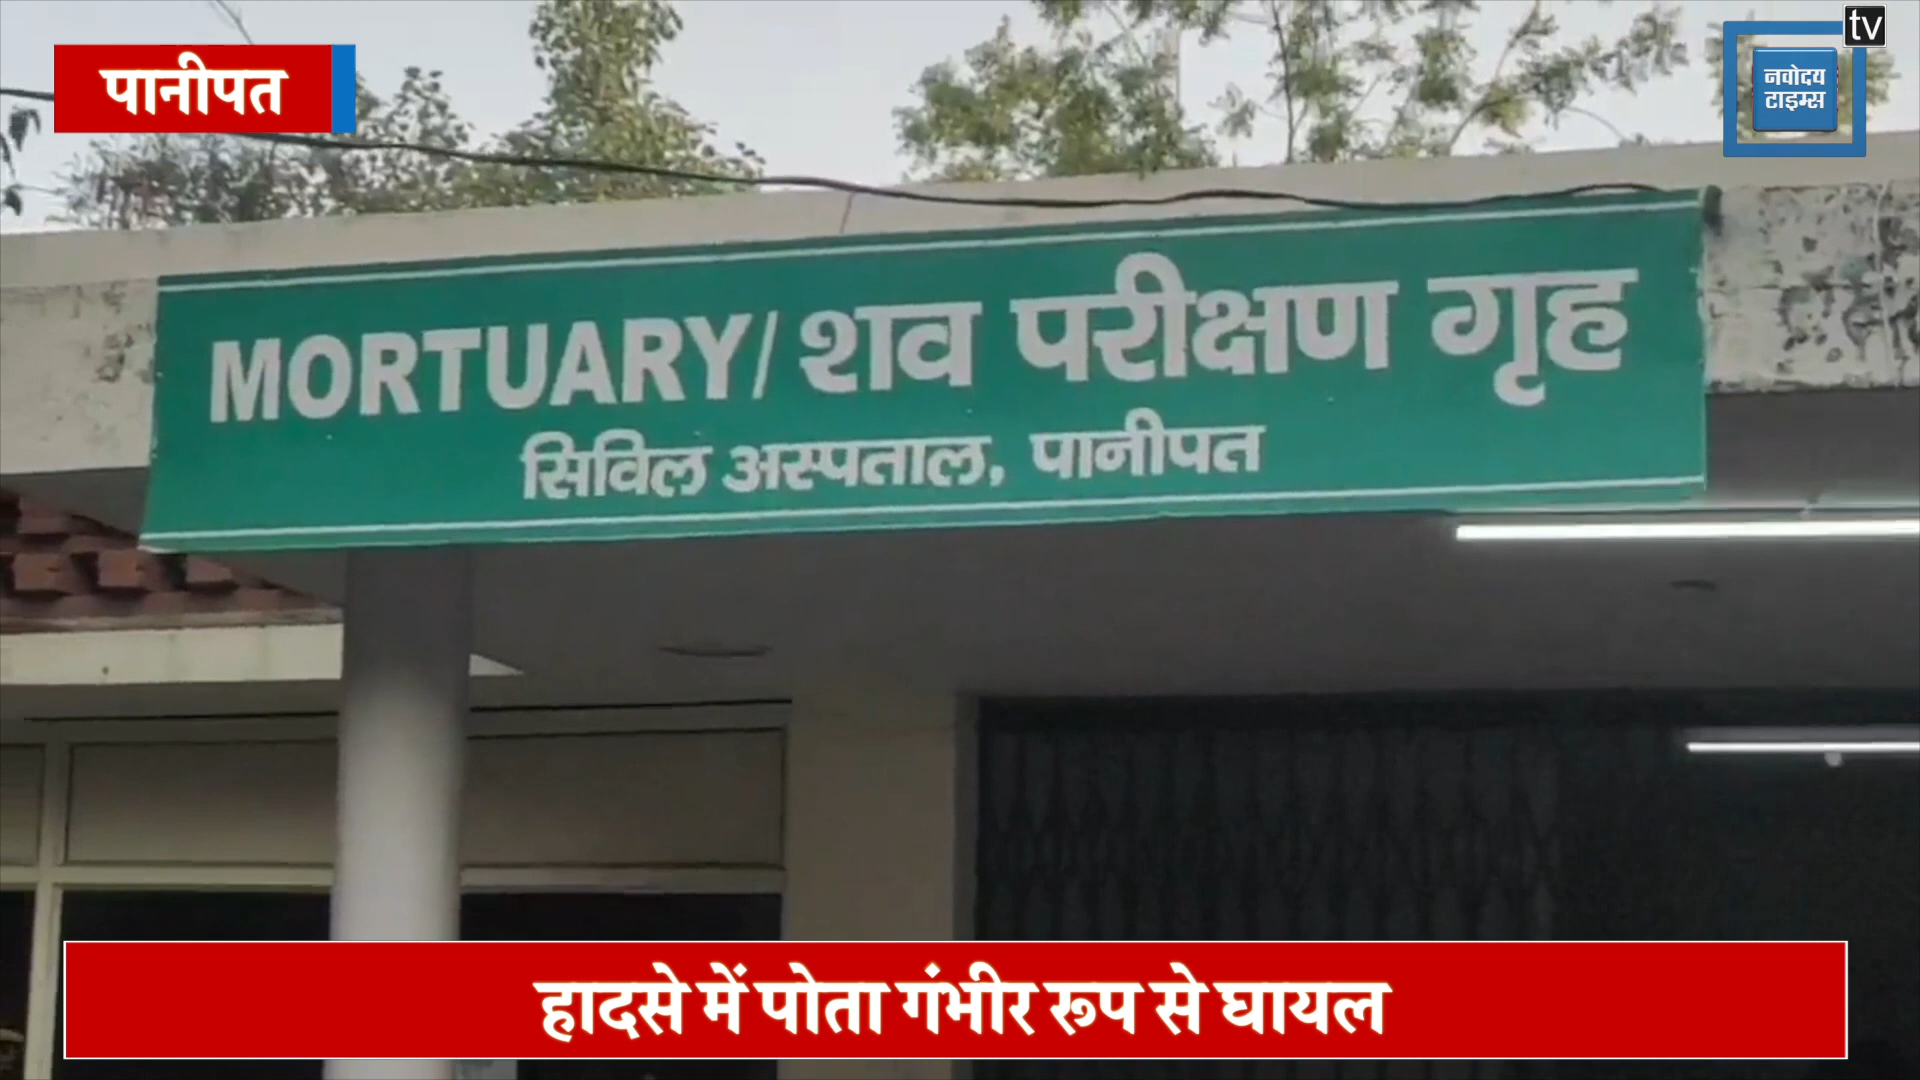 पानीपत
tv
नवोदय
टाइम्स
MORTUARY/शव परीक्षण गृह
सिविल अस्पताल, पानीपत
हादसे में पोता गंभीर रूप से घायल